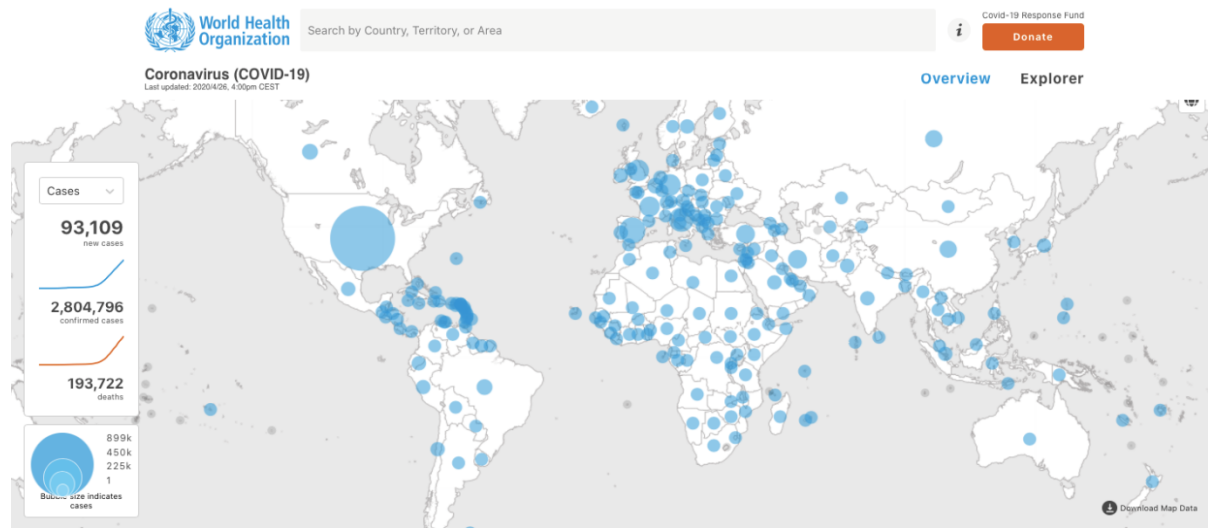 World Health
Organization
Search by Country, Territory, or Area
i
Covid-19 Response Fund
Donate
Coronavirus (COVID-19)
Last updated: 2020/4/26, 4:00pm CEST
Overview
Explorer
Cases
93,109
new cases
2,804,796
confirmed cases
193,722
deaths
899k
450k
225k
1
Bubble size indicates
cases
Download Map Data